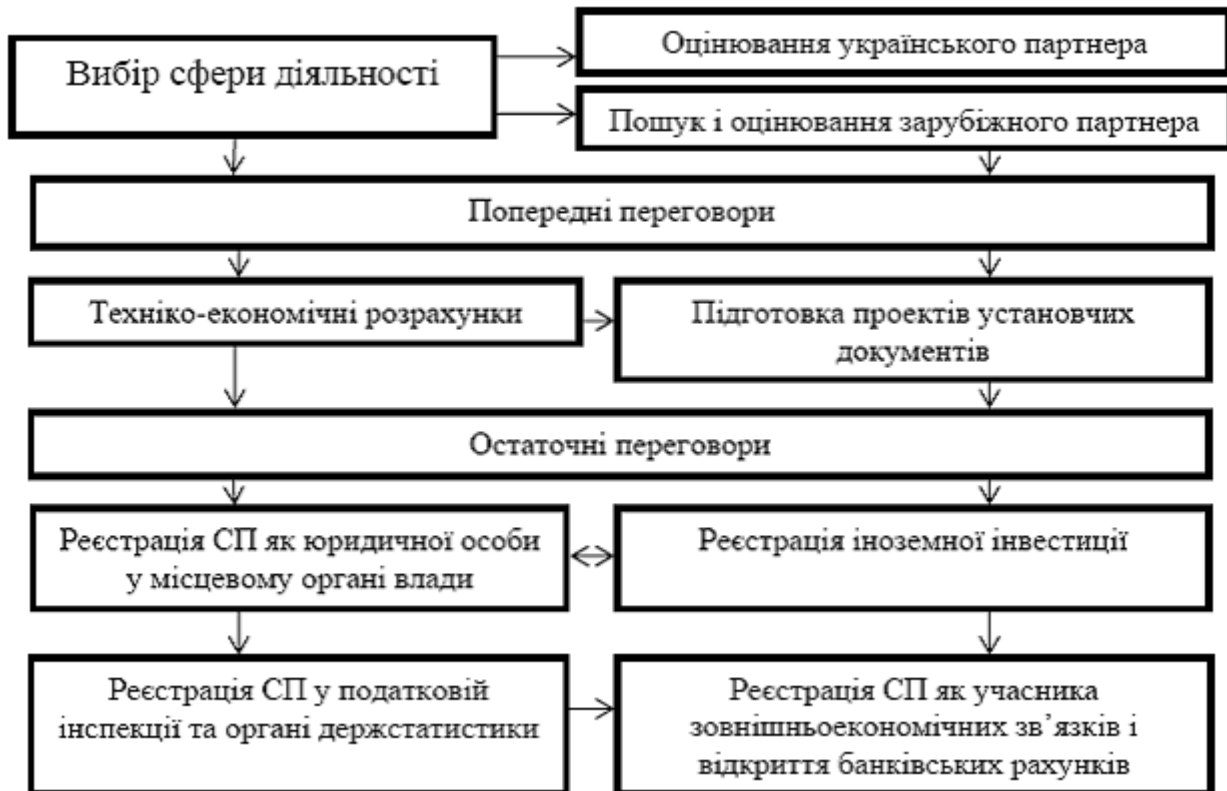 Вибір сфери діяльності
Оцінювання українського партнера
Пошук і оцінювання зарубіжного партнера
Попередні переговори
Техніко-економічні розрахунки
Підготовка проектів установчих
документів
Остаточні переговори
Реєстрація СП як юридичної особи
у місцевому органі влади
Реєстрація іноземної інвестиції
Реєстрація СП у податковій
інспекції та органі держстатистики
Реєстрація СП як учасника
зовнішньоекономічних зв’язків і
відкриття банківських рахунків